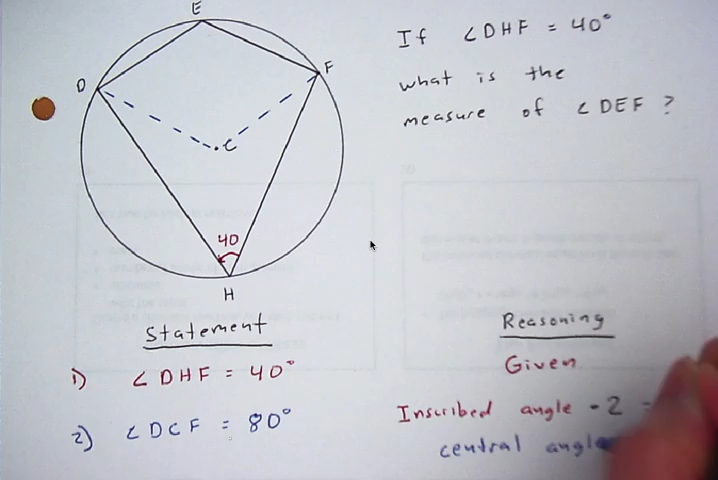 E
If ∠DHF = 40°
F
D
what is the
measure of ∠DEF ?
C
40
H
Statement
Reasoning
1) ∠DHF = 40°
Given
2) ∠DCF = 80°
Inscribed angle · 2 =
central angle